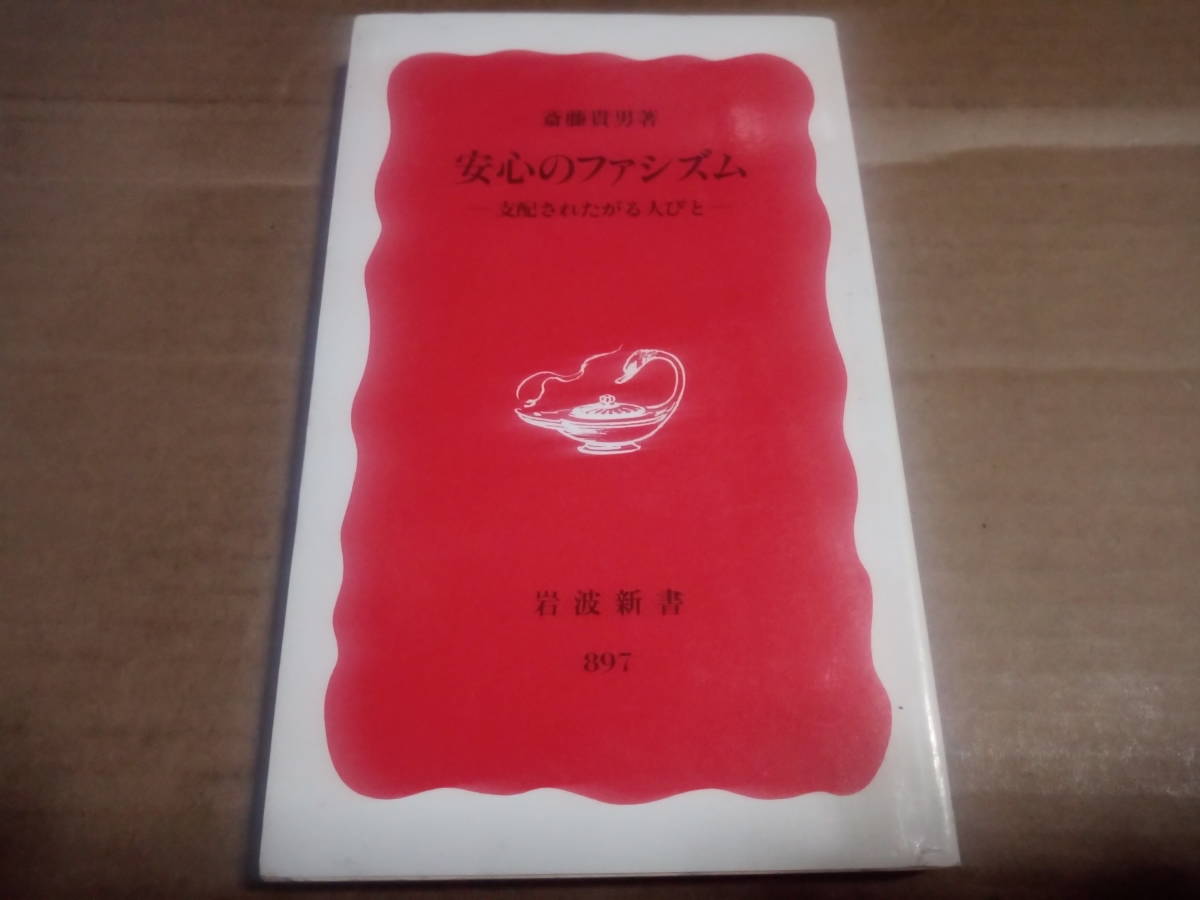 斎藤貴男著
安心のファシズム
―支配されたがる人びと―
岩波新書
897